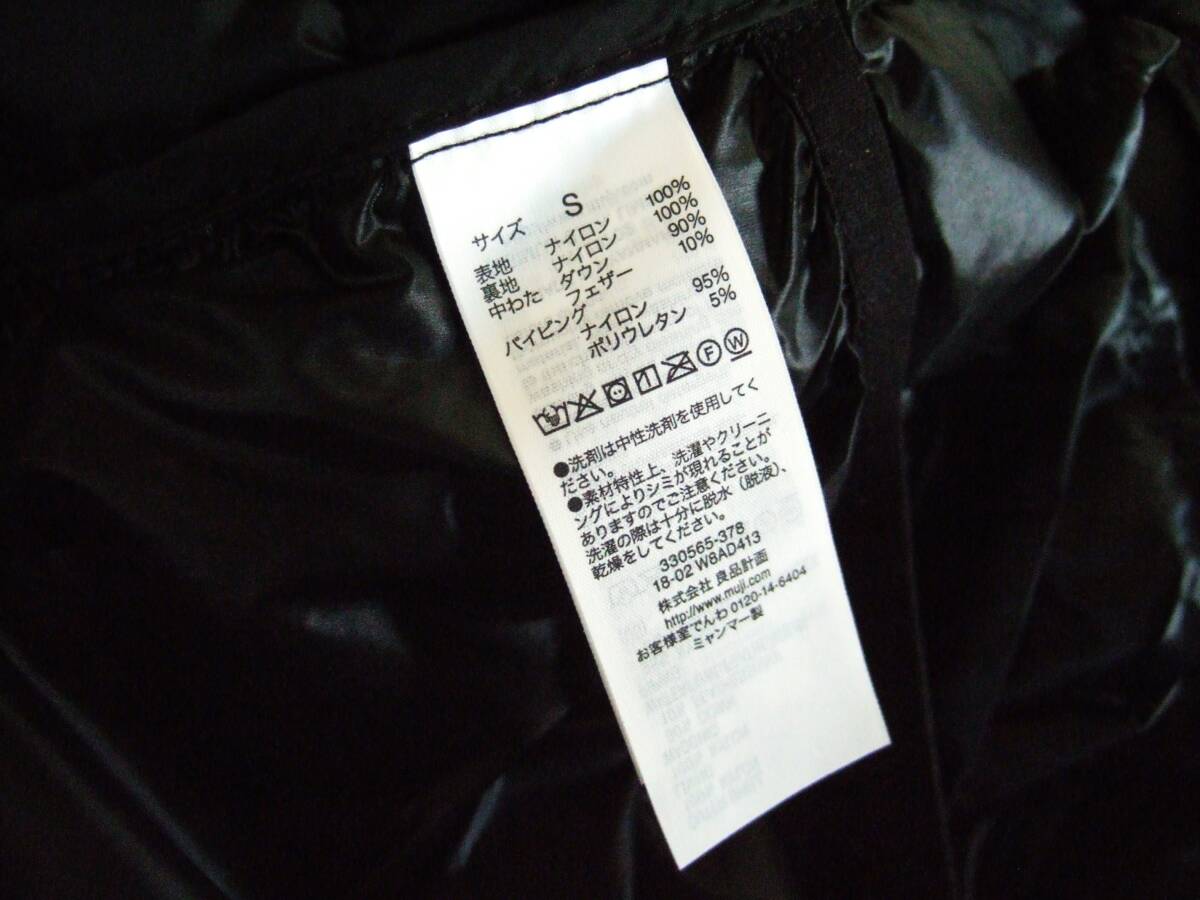 サイズ S
表地 ナイロン 100%
裏地 ナイロン 100%
中わた ダウン 90%
フェザー 10%
パイピング
ナイロン 95%
ポリウレタン 5%
F W
●洗剤は中性洗剤を使用してく
ださい。
●素材特性上、洗濯やクリーニ
ングによりシミが現れることが
ありますのでご注意ください。
洗濯の際は十分に脱水（脱液）、
乾燥をしてください。
330565-378
18-02 W8AD413
株式会社 良品計画
http://www.muji.com
お客様室でんわ 0120-14-6404
ミャンマー製